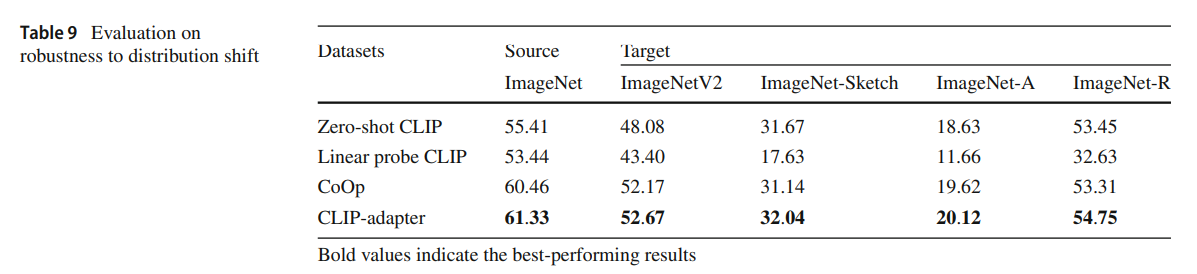 Table 9 Evaluation on
robustness to distribution shift
Datasets Source Target
ImageNet ImageNetV2 ImageNet-Sketch ImageNet-A ImageNet-R
Zero-shot CLIP 55.41 48.08 31.67 18.63 53.45
Linear probe CLIP 53.44 43.40 17.63 11.66 32.63
CoOp 60.46 52.17 31.14 19.62 53.31
CLIP-adapter 61.33 52.67 32.04 20.12 54.75
Bold values indicate the best-performing results